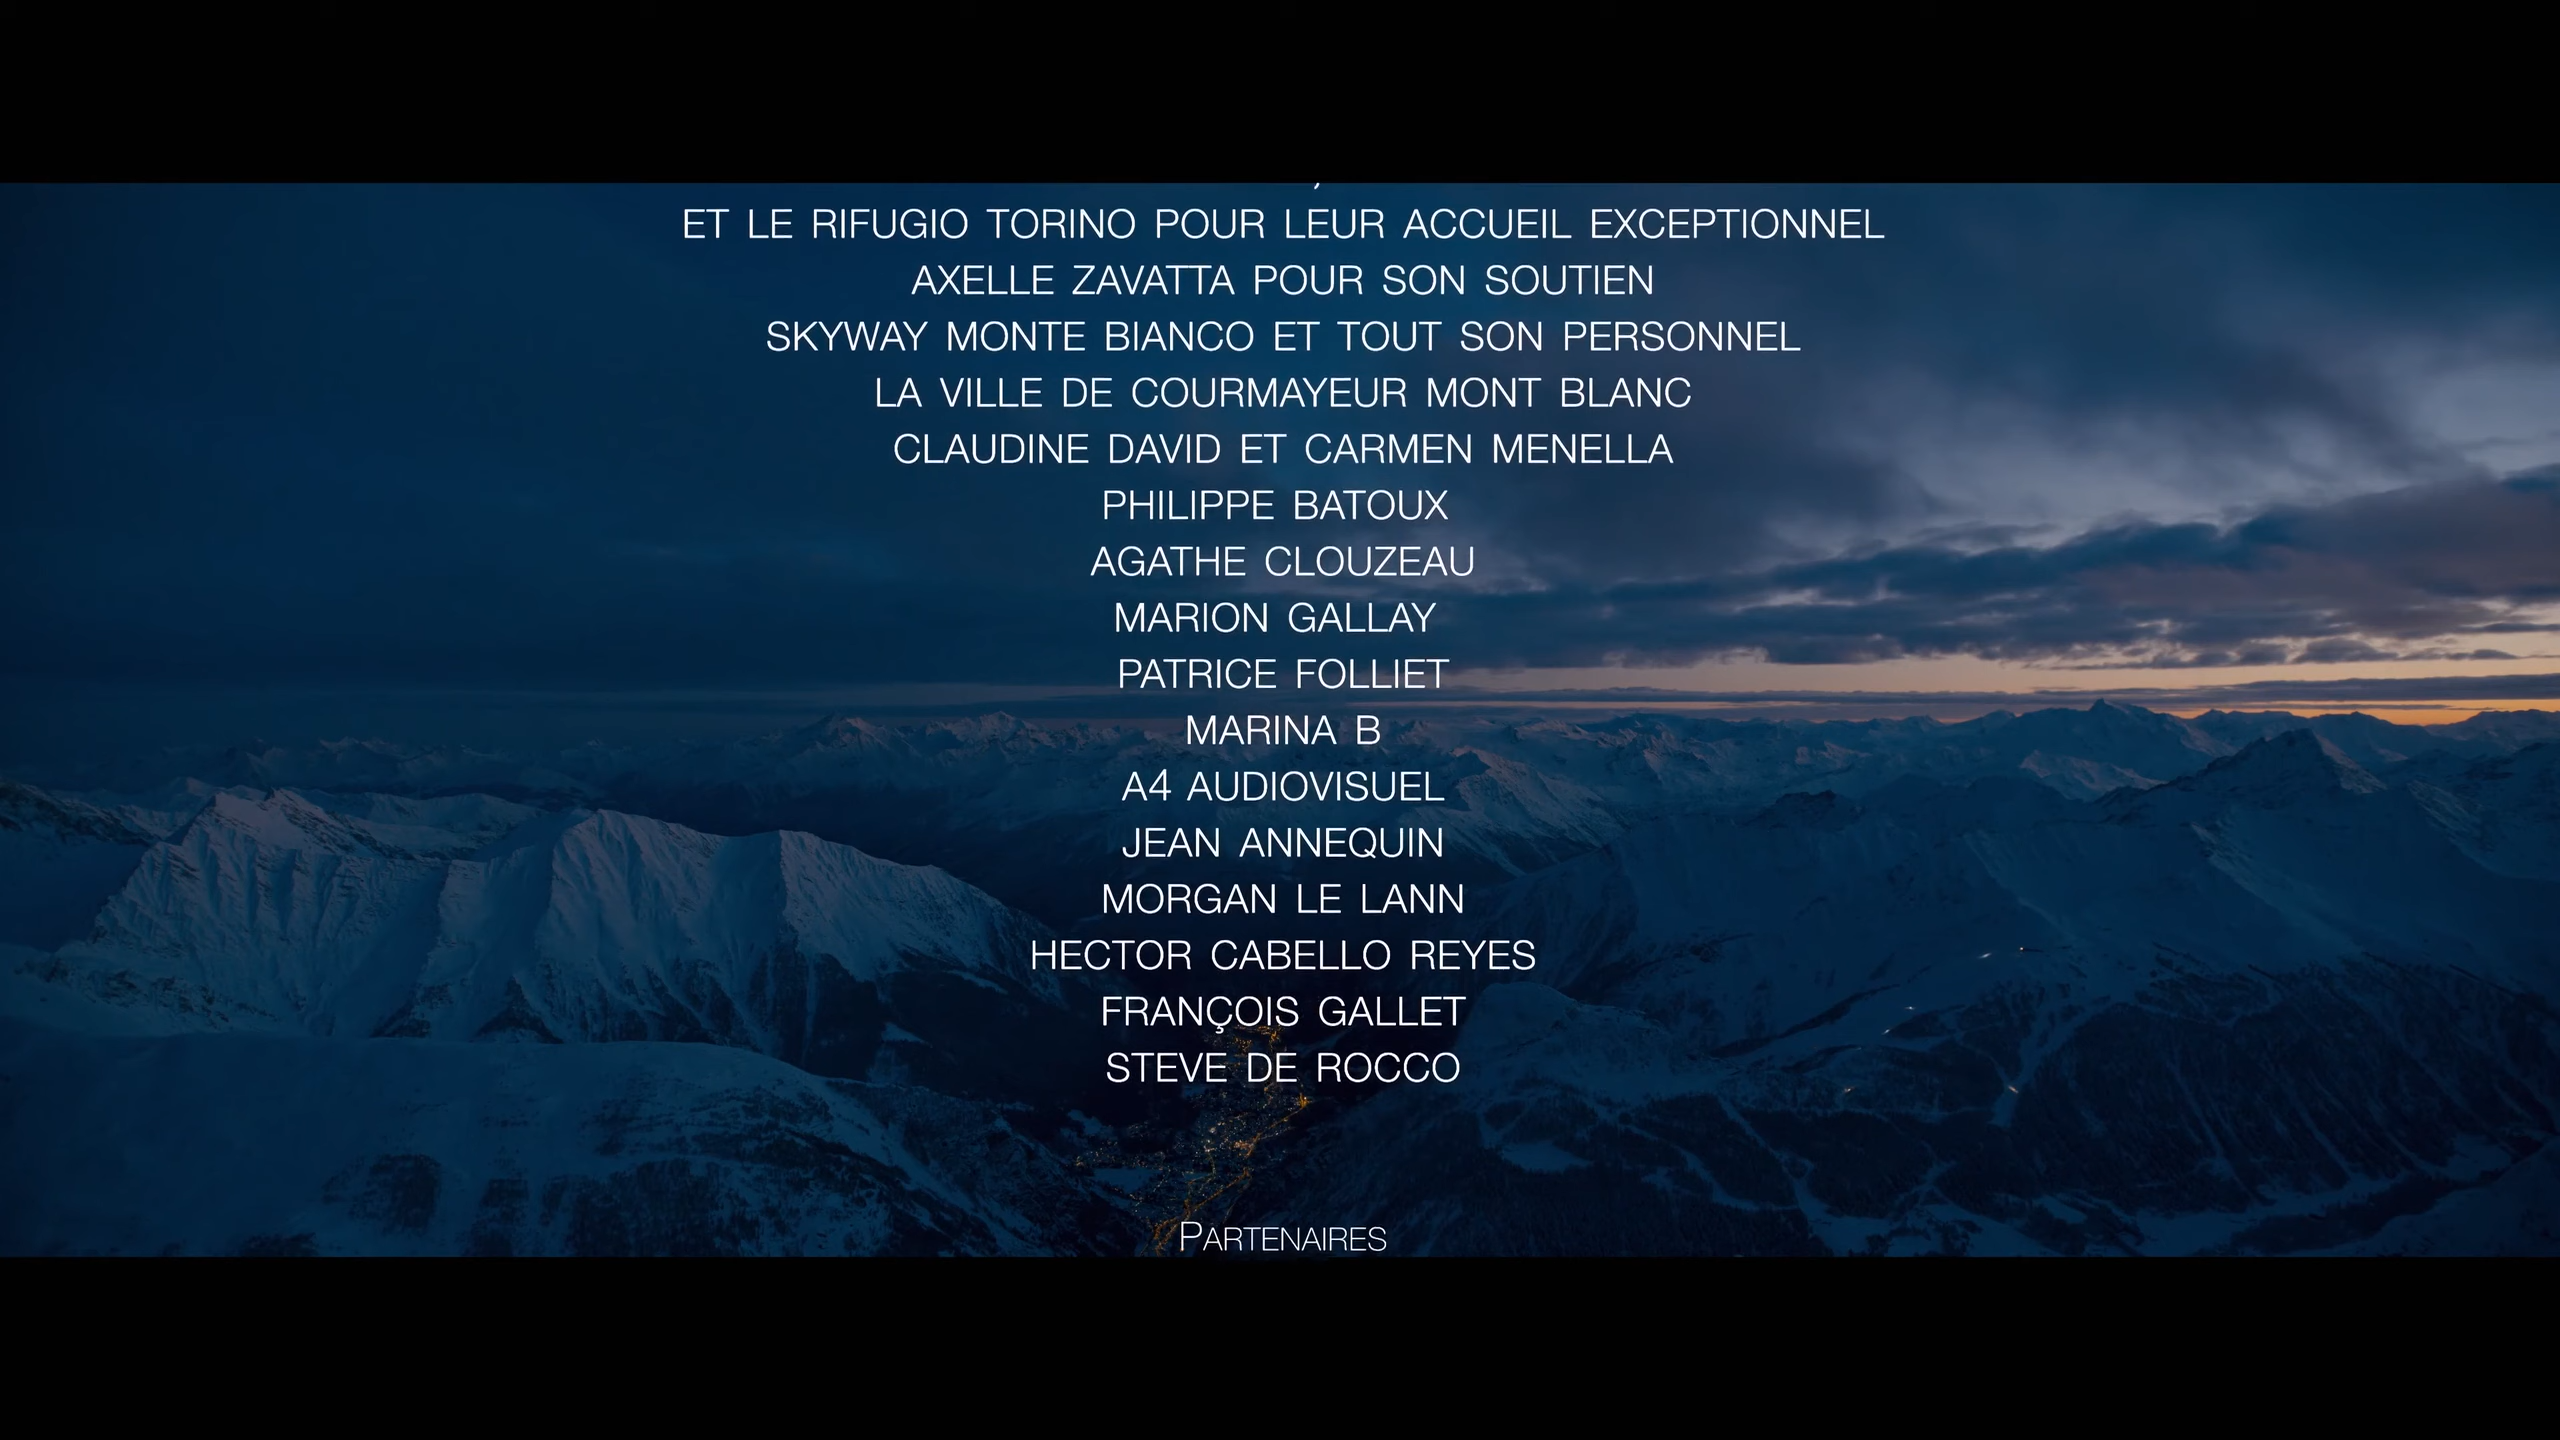 ET LE RIFUGIO TORINO POUR LEUR ACCUEIL EXCEPTIONNEL
AXELLE ZAVATTA POUR SON SOUTIEN
SKYWAY MONTE BIANCO ET TOUT SON PERSONNEL
LA VILLE DE COURMAYEUR MONT BLANC
CLAUDINE DAVID ET CARMEN MENELLA
PHILIPPE BATOUX
AGATHE CLOUZEAU
MARION GALLAY
PATRICE FOLLIET
MARINA B
A4 AUDIOVISUEL
JEAN ANNEQUIN
MORGAN LE LANN
HECTOR CABELLO REYES
FRANÇOIS GALLET
STEVE DE ROCCO
PARTENAIRES